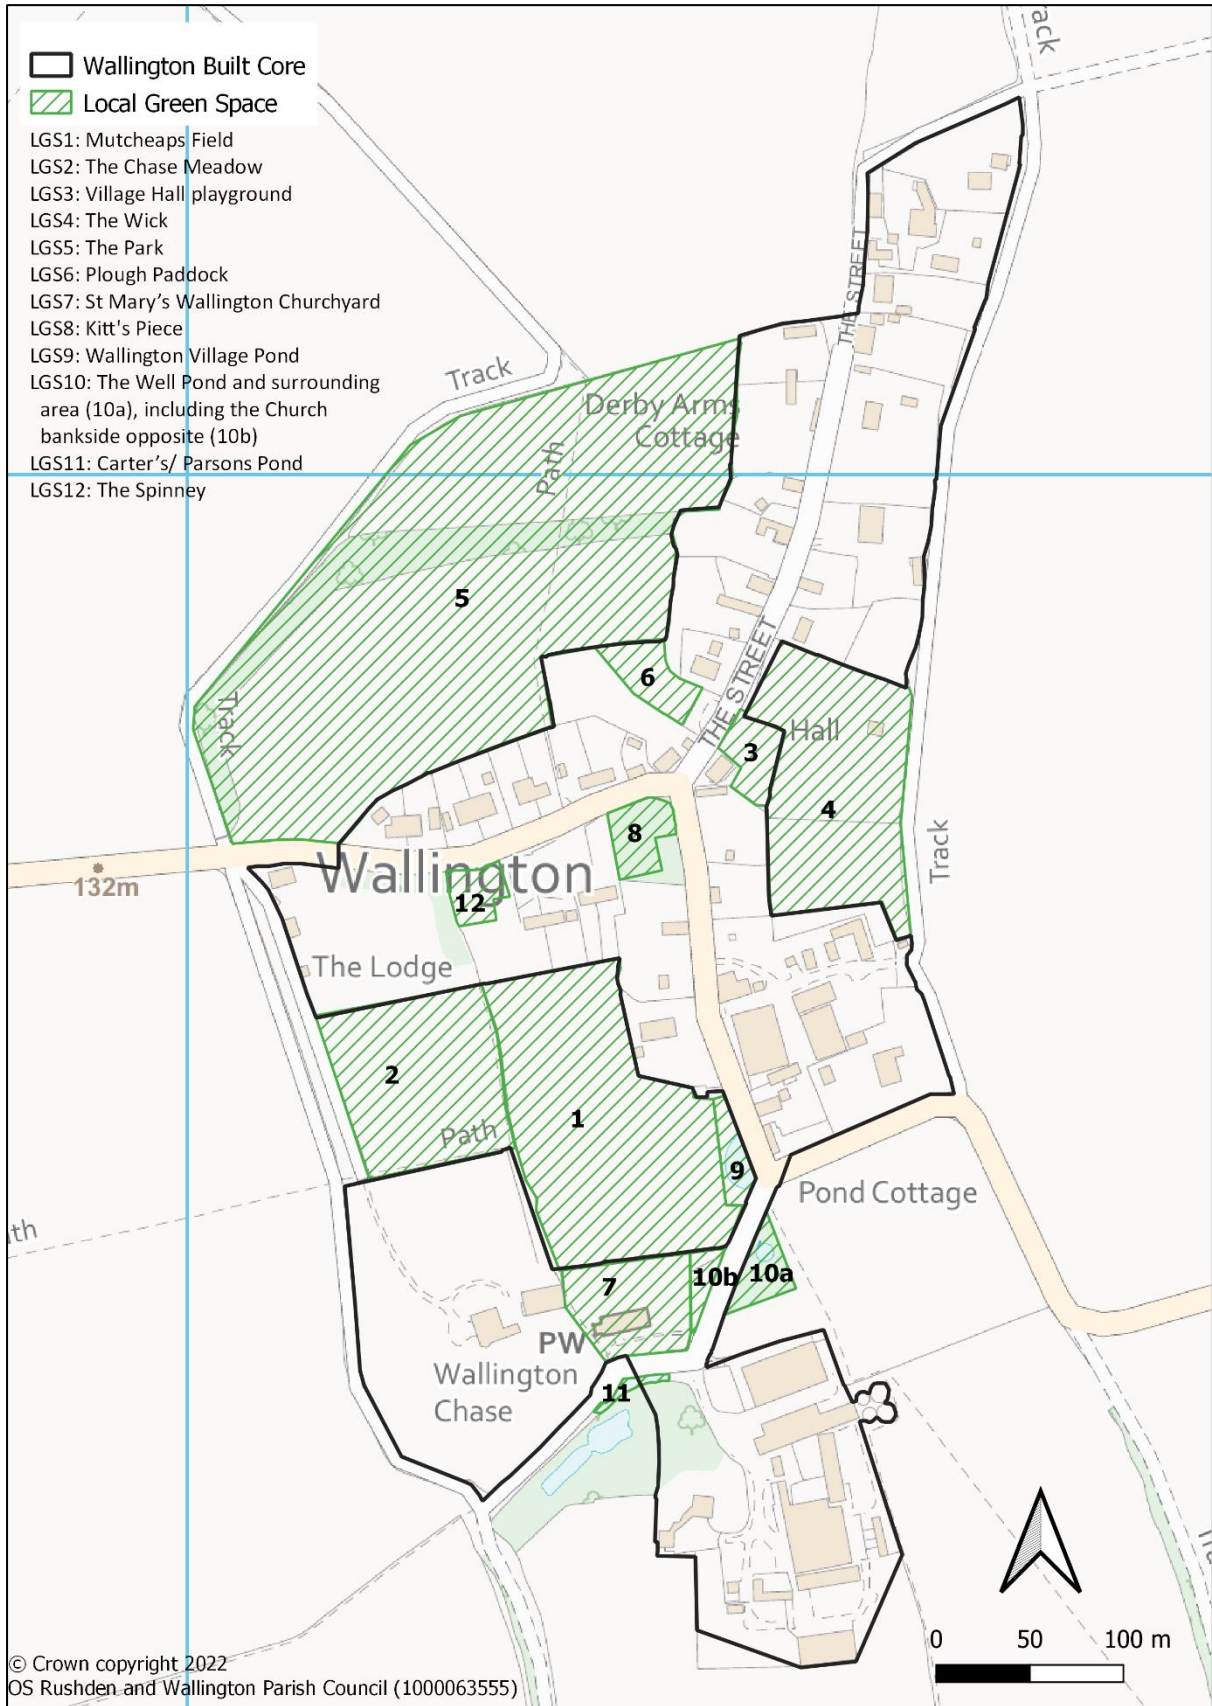 Wallington Built Core
Local Green Space
LGS1: Mutcheaps Field
LGS2: The Chase Meadow
LGS3: Village Hall playground
LGS4: The Wick
LGS5: The Park
LGS6: Plough Paddock
LGS7: St Mary's Wallington Churchyard
LGS8: Kitt's Piece
LGS9: Wallington Village Pond
LGS10: The Well Pond and surrounding
area (10a), including the Church
bankside opposite (10b)
LGS11: Carter's/ Parsons Pond
LGS12: The Spinney
rack
THE STREET
Track
Derby Arms
Cottage
Path
5
6
THE STREET
Track
3
Hall
4
8
Track
132m
Wallington
12
The Lodge
2
1
Path
9
Pond Cottage
ith
7
10b
10a
PW
Wallington
Chase
11
Tr
0 50 100 m
© Crown copyright 2022
OS Rushden and Wallington Parish Council (1000063555)